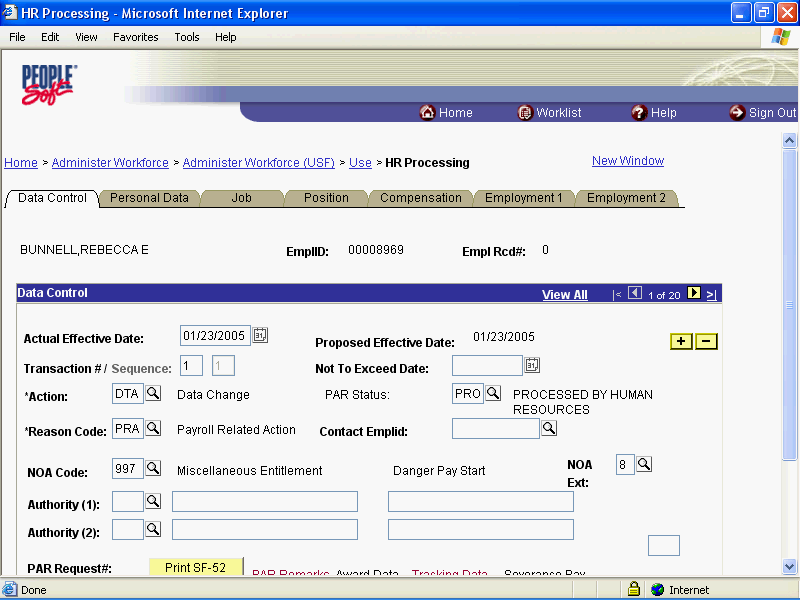 HR Processing - Microsoft Internet Explorer
File Edit View Favorites Tools Help
PEOPLE
Soft
Home Worklist Help Sign Out
Home > Administer Workforce > Administer Workforce (USF) > Use > HR Processing
New Window
Data Control Personal Data Job Position Compensation Employment 1 Employment 2
BUNNELL,REBECCA E EmplID: 00008969 Empl Rcd#: 0
Data Control View All |< 1 of 20 >|
Actual Effective Date: 01/23/2005 Proposed Effective Date: 01/23/2005 + −
Transaction # / Sequence: 1 1 Not To Exceed Date:
*Action: DTA Data Change PAR Status: PRO PROCESSED BY HUMAN
RESOURCES
*Reason Code: PRA Payroll Related Action Contact Emplid:
NOA Code: 997 Miscellaneous Entitlement Danger Pay Start NOA
Ext: 8
Authority (1):
Authority (2):
PAR Request#: Print SF-52 PAR Remarks Award Data Tracking Data Severance Pay
Done Internet